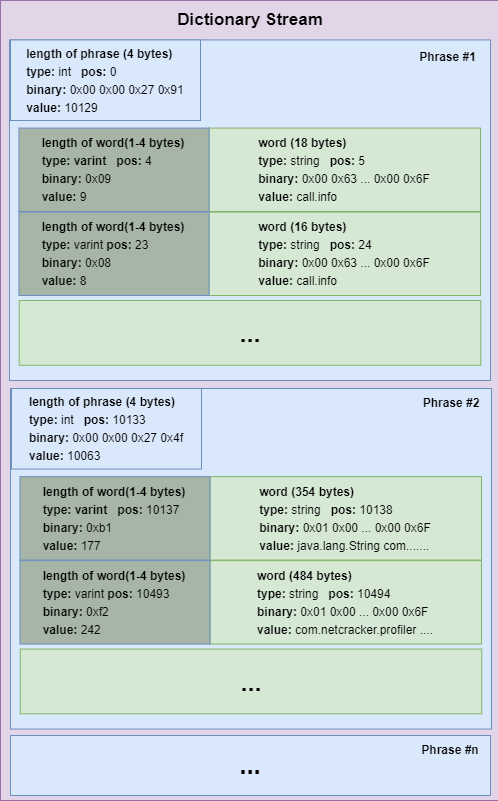 Dictionary Stream
length of phrase (4 bytes)
type: int pos: 0
binary: 0x00 0x00 0x27 0x91
value: 10129
Phrase #1
length of word(1-4 bytes)
type: varint pos: 4
binary: 0x09
value: 9
word (18 bytes)
type: string pos: 5
binary: 0x00 0x63 ... 0x00 0x6F
value: call.info
length of word(1-4 bytes)
type: varint pos: 23
binary: 0x08
value: 8
word (16 bytes)
type: string pos: 24
binary: 0x00 0x63 ... 0x00 0x6F
value: call.info
...
length of phrase (4 bytes)
type: int pos: 10133
binary: 0x00 0x00 0x27 0x4f
value: 10063
Phrase #2
length of word(1-4 bytes)
type: varint pos: 10137
binary: 0xb1
value: 177
word (354 bytes)
type: string pos: 10138
binary: 0x01 0x00 ... 0x00 0x6F
value: java.lang.String com.......
length of word(1-4 bytes)
type: varint pos: 10493
binary: 0xf2
value: 242
word (484 bytes)
type: string pos: 10494
binary: 0x01 0x00 ... 0x00 0x6F
value: com.netcracker.profiler ....
...
Phrase #n
...